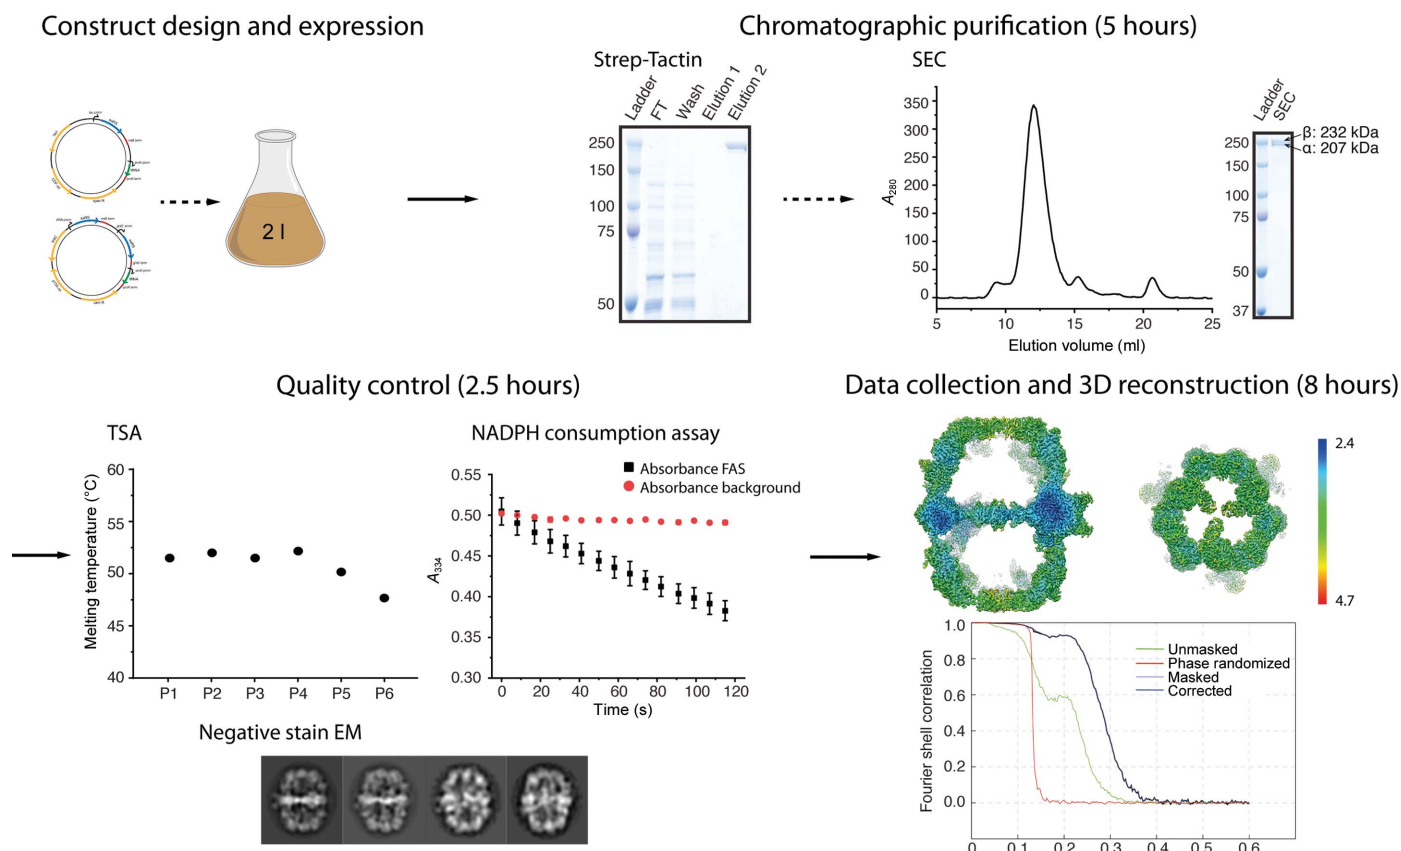 Construct design and expression
Chromatographic purification (5 hours)
2 l
Strep-Tactin
Ladder
FT
Wash
Elution 1
Elution 2
250
150
100
75
50
SEC
350
300
250
200
150
100
50
0
A280
5
10
15
20
25
Elution volume (ml)
Ladder
SEC
250
150
100
75
50
37
β: 232 kDa
α: 207 kDa
Quality control (2.5 hours)
Data collection and 3D reconstruction (8 hours)
TSA
Melting temperature (°C)
60
55
50
45
40
P1
P2
P3
P4
P5
P6
NADPH consumption assay
Absorbance FAS
Absorbance background
A334
0.55
0.50
0.45
0.40
0.35
0.30
0
20
40
60
80
100
120
Time (s)
Negative stain EM
2.4
4.7
Fourier shell correlation
1.0
0.8
0.6
0.4
0.2
0.0
Unmasked
Phase randomized
Masked
Corrected
0
0.1
0.2
0.3
0.4
0.5
0.6